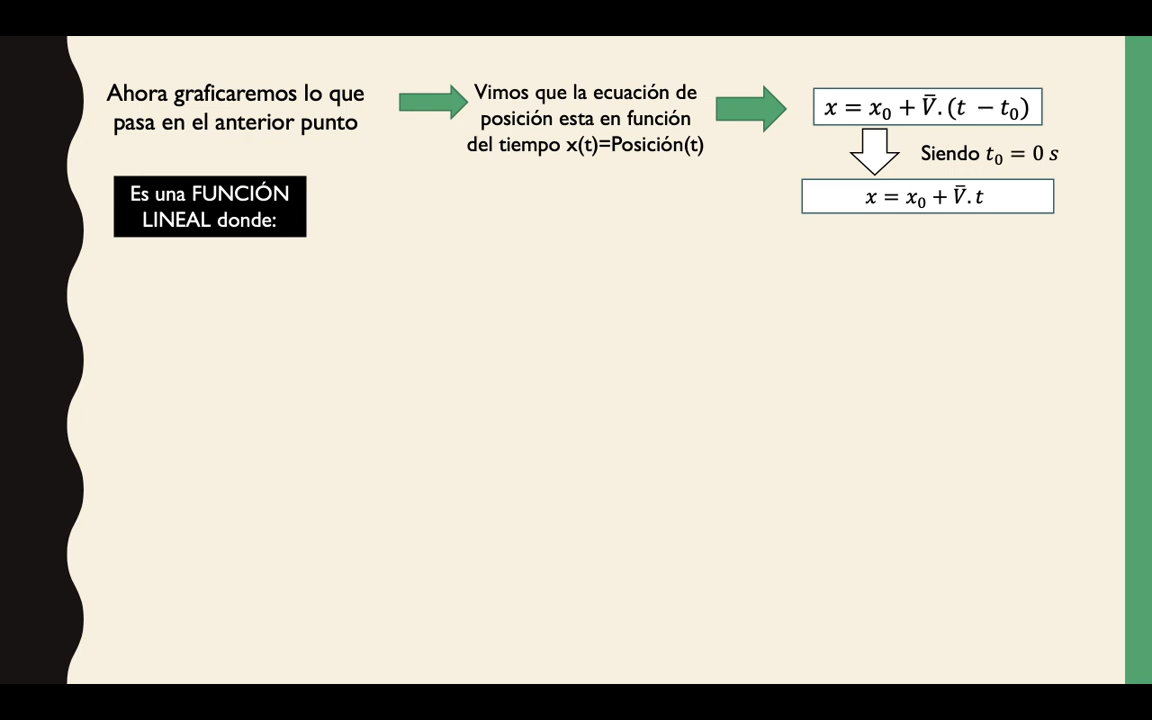 Ahora graficaremos lo que
pasa en el anterior punto
Vimos que la ecuación de
posición esta en función
del tiempo x(t)=Posición(t)
x = x₀ + V̄.(t − t₀)
Siendo t₀ = 0 s
x = x₀ + V̄.t
Es una FUNCIÓN
LINEAL donde: